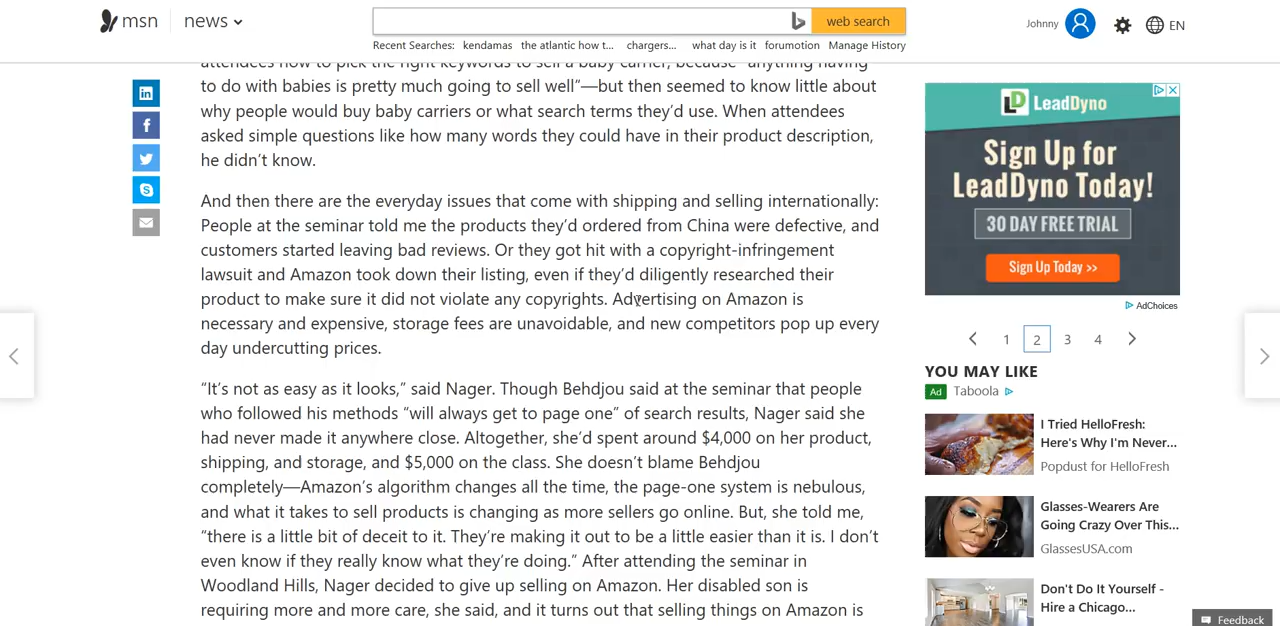 msn
news
web search
Johnny
EN
Recent Searches: kendamas the atlantic how t... chargers... what day is it forumotion Manage History
attendees how to pick the right keywords to sell a baby carrier, because “anything having
to do with babies is pretty much going to sell well”—but then seemed to know little about
why people would buy baby carriers or what search terms they’d use. When attendees
asked simple questions like how many words they could have in their product description,
he didn’t know.
And then there are the everyday issues that come with shipping and selling internationally:
People at the seminar told me the products they’d ordered from China were defective, and
customers started leaving bad reviews. Or they got hit with a copyright-infringement
lawsuit and Amazon took down their listing, even if they’d diligently researched their
product to make sure it did not violate any copyrights. Advertising on Amazon is
necessary and expensive, storage fees are unavoidable, and new competitors pop up every
day undercutting prices.
“It’s not as easy as it looks,” said Nager. Though Behdjou said at the seminar that people
who followed his methods “will always get to page one” of search results, Nager said she
had never made it anywhere close. Altogether, she’d spent around $4,000 on her product,
shipping, and storage, and $5,000 on the class. She doesn’t blame Behdjou
completely—Amazon’s algorithm changes all the time, the page-one system is nebulous,
and what it takes to sell products is changing as more sellers go online. But, she told me,
“there is a little bit of deceit to it. They’re making it out to be a little easier than it is. I don’t
even know if they really know what they’re doing.” After attending the seminar in
Woodland Hills, Nager decided to give up selling on Amazon. Her disabled son is
requiring more and more care, she said, and it turns out that selling things on Amazon is
LeadDyno
Sign Up for
LeadDyno Today!
30 DAY FREE TRIAL
Sign Up Today >>
AdChoices
1 2 3 4
YOU MAY LIKE
Ad Taboola
I Tried HelloFresh:
Here's Why I'm Never...
Popdust for HelloFresh
Glasses-Wearers Are
Going Crazy Over This...
GlassesUSA.com
Don't Do It Yourself -
Hire a Chicago...
Feedback